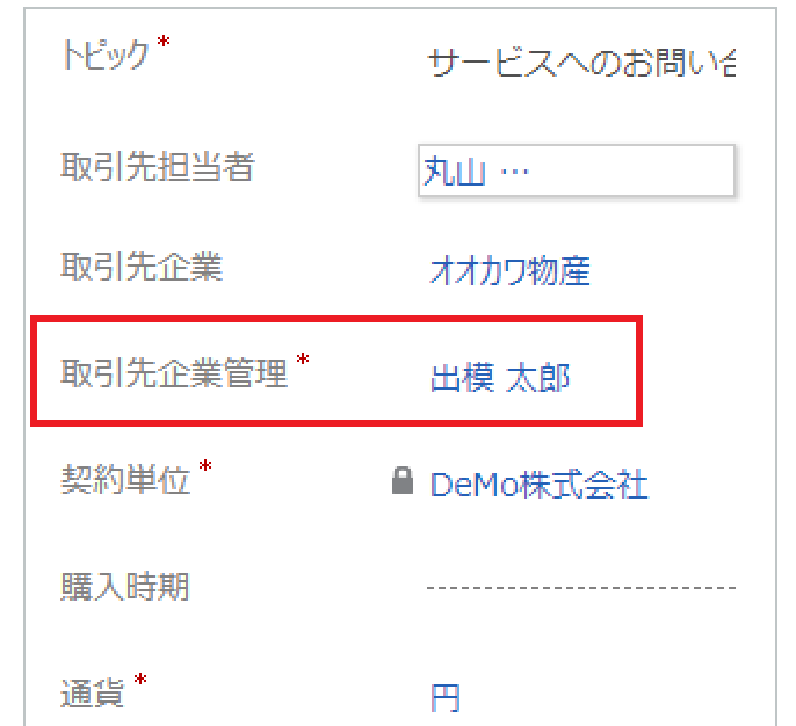 トピック*
サービスへのお問い合
取引先担当者
丸山 …
取引先企業
オオカワ物産
取引先企業管理*
出模 太郎
契約単位*
DeMo株式会社
購入時期
--------------------
通貨*
円